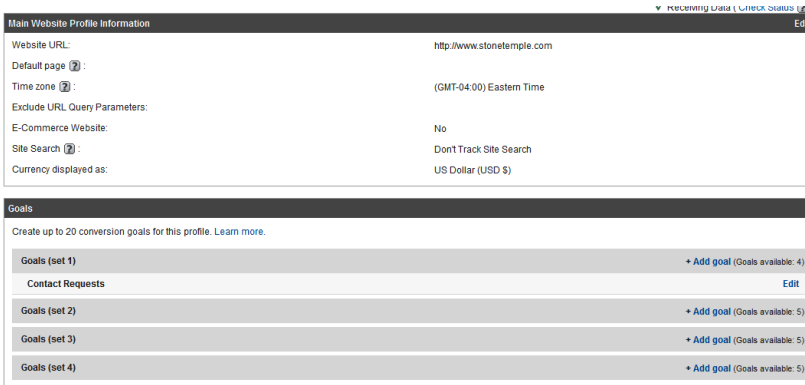 Receiving Data ( Check Status
Main Website Profile Information Ed
Website URL: http://www.stonetemple.com
Default page ? :
Time zone ? : (GMT-04:00) Eastern Time
Exclude URL Query Parameters:
E-Commerce Website: No
Site Search ? : Don't Track Site Search
Currency displayed as: US Dollar (USD $)
Goals
Create up to 20 conversion goals for this profile. Learn more.
Goals (set 1) + Add goal (Goals available: 4)
Contact Requests Edit
Goals (set 2) + Add goal (Goals available: 5)
Goals (set 3) + Add goal (Goals available: 5)
Goals (set 4) + Add goal (Goals available: 5)